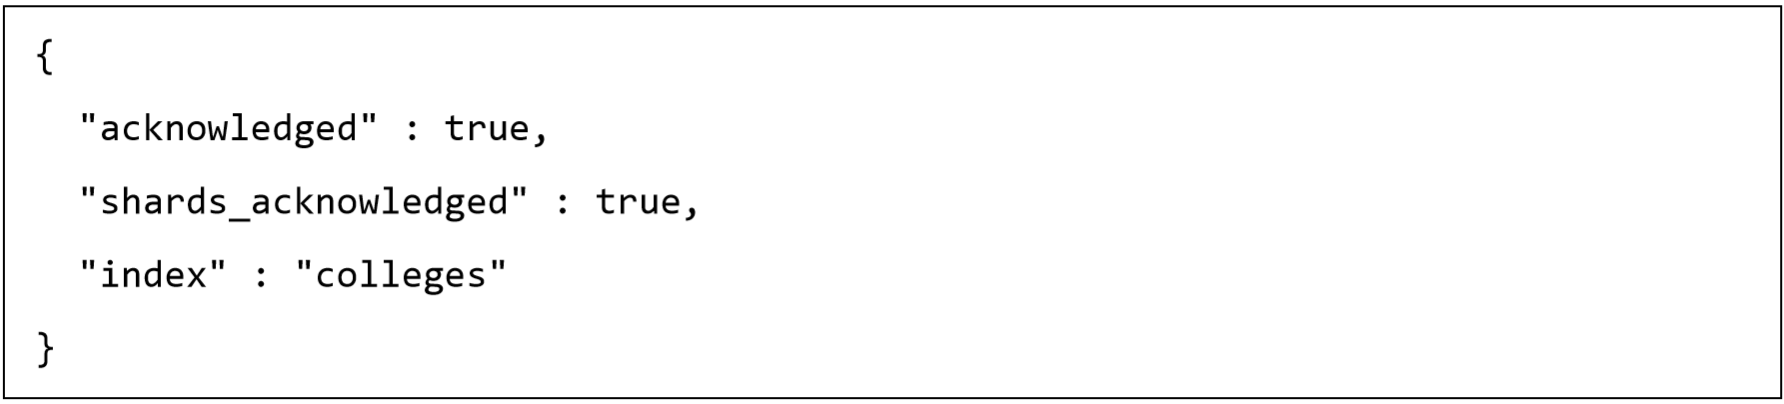 {
"acknowledged" : true,
"shards_acknowledged" : true,
"index" : "colleges"
}